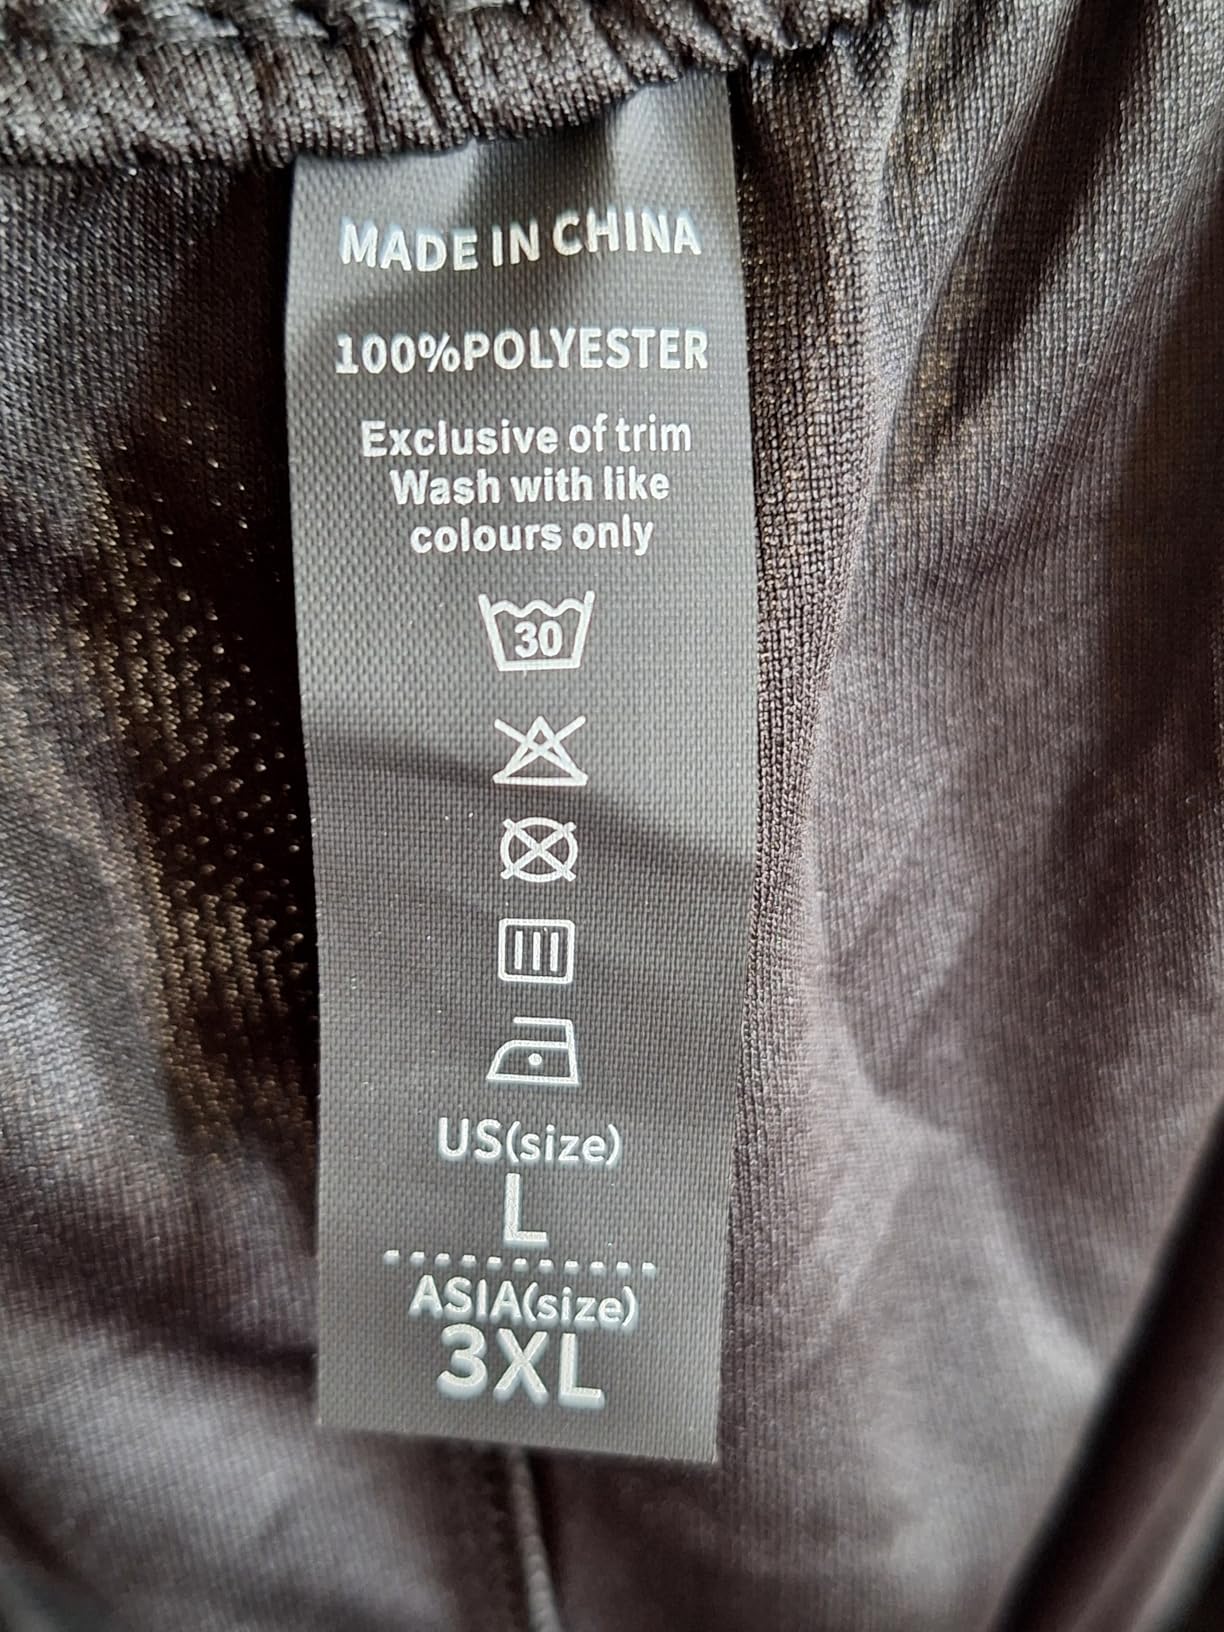 MADE IN CHINA
100%POLYESTER
Exclusive of trim
Wash with like
colours only
30
US(size)
L
ASIA(size)
3XL